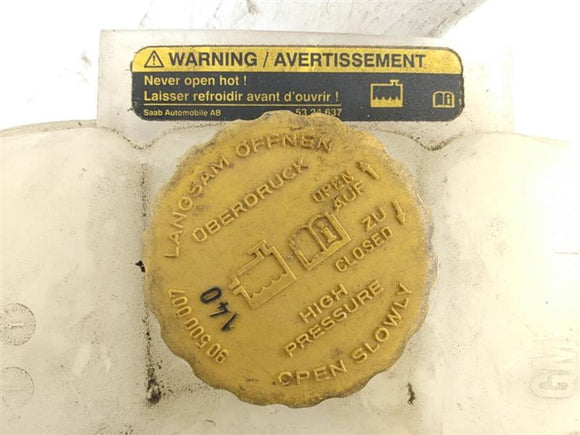 WARNING / AVERTISSEMENT
Never open hot !
Laisser refroidir avant d'ouvrir !
Saab Automobile AB 53 24 637
LANGSAM ÖFFNEN
ÜBERDRUCK
OPEN
AUF
ZU
CLOSED
HIGH
PRESSURE
OPEN SLOWLY
90 500 007
140
GM